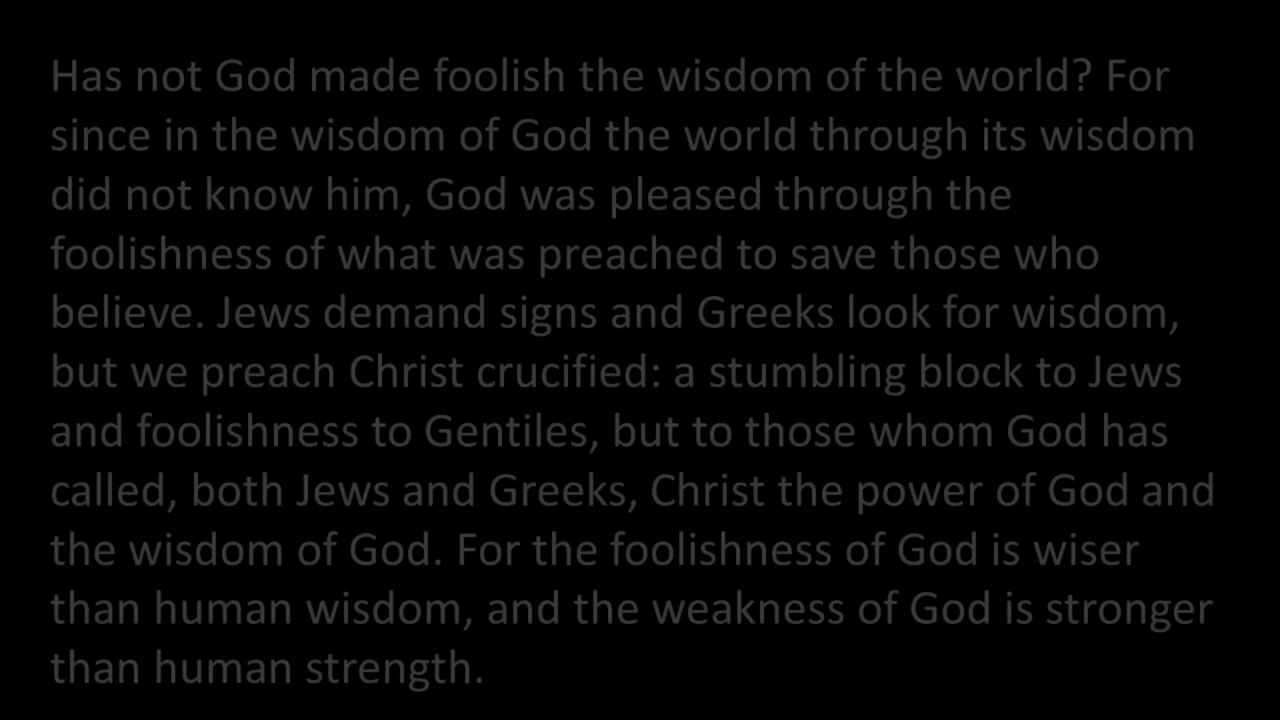 Has not God made foolish the wisdom of the world? For
since in the wisdom of God the world through its wisdom
did not know him, God was pleased through the
foolishness of what was preached to save those who
believe. Jews demand signs and Greeks look for wisdom,
but we preach Christ crucified: a stumbling block to Jews
and foolishness to Gentiles, but to those whom God has
called, both Jews and Greeks, Christ the power of God and
the wisdom of God. For the foolishness of God is wiser
than human wisdom, and the weakness of God is stronger
than human strength.